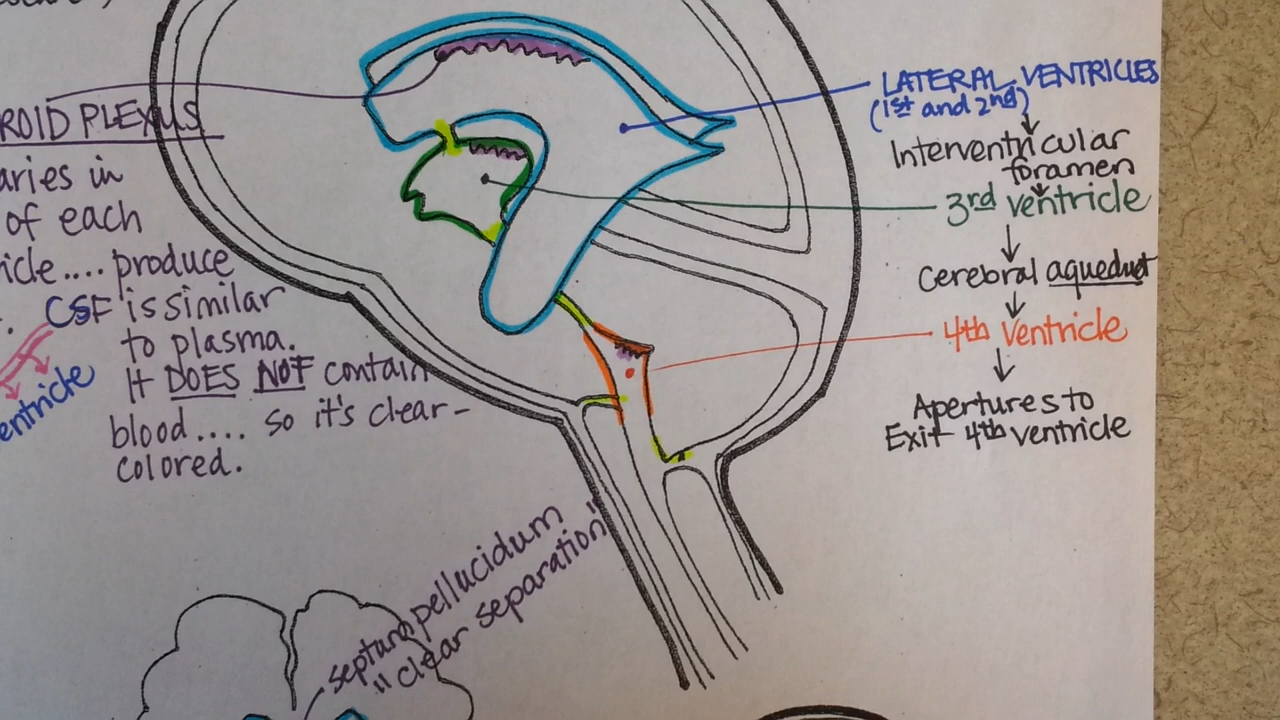 ROID PLEXUS
aries in
of each
icle.... produce
. CSF is similar
to plasma.
It DOES NOT contain
blood.... so it's clear-
colored.
entricle
LATERAL VENTRICLES
(1st and 2nd)
Interventricular
foramen
3rd ventricle
Cerebral aqueduct
4th ventricle
Apertures to
Exit 4th ventricle
septum pellucidum
"clear separation"